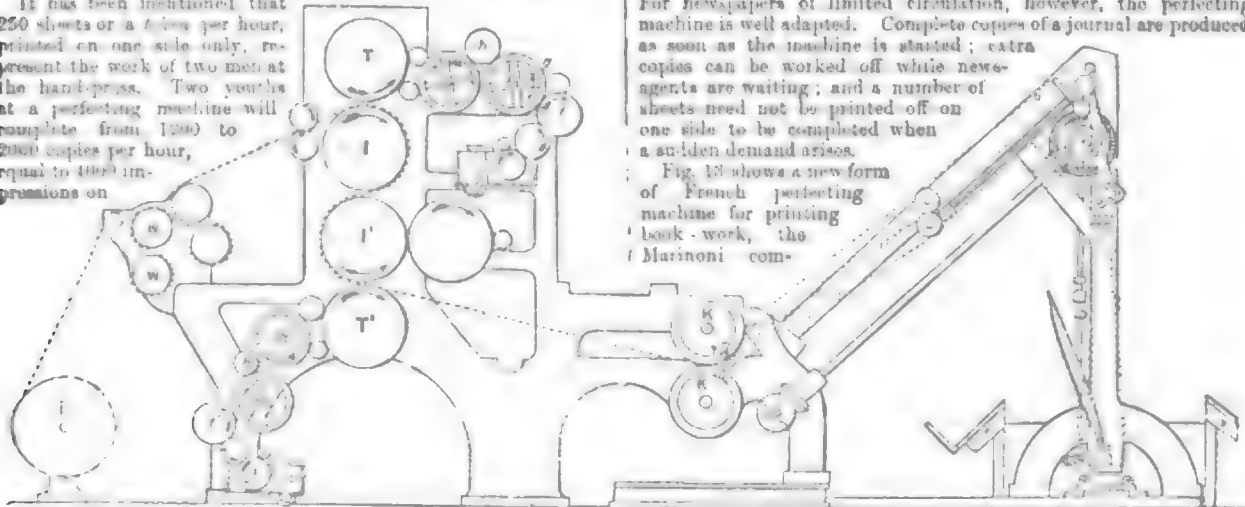 It has been mentioned that
250 sheets or a token per hour,
printed on one side only, re-
present the work of two men at
the hand-press. Two youths
at a perfecting machine will
complete from 1200 to
2000 copies per hour,
equal to 4000 im-
pressions on
For newspapers of limited circulation, however, the perfecting
machine is well adapted. Complete copies of a journal are produced
as soon as the machine is started; extra
copies can be worked off while news-
agents are waiting; and a number of
sheets need not be printed off on
one side to be completed when
a sudden demand arises.
Fig. 13 shows a new form
of French perfecting
machine for printing
book-work, the
Marinoni com-
T
I
I'
T'
W
K
K